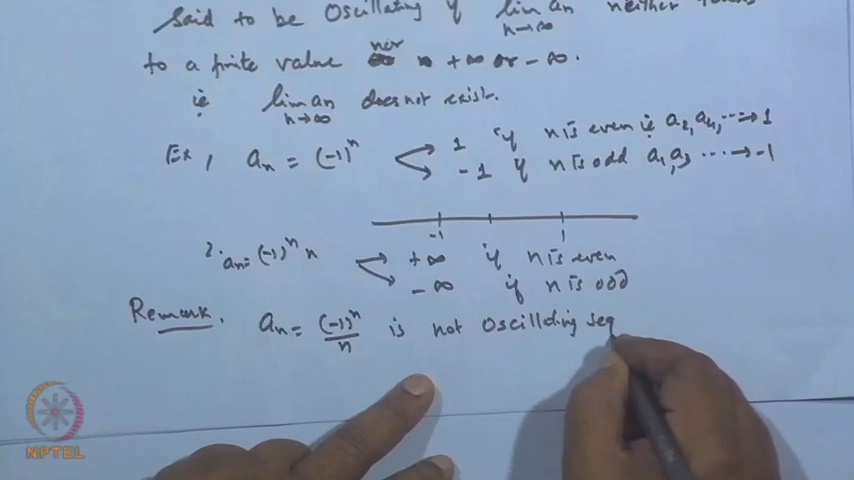 said to be Oscillating if lim an neither tends
n→∞
to a finite value nor +∞ or -∞.
ie lim an does not exist.
n→∞
Ex 1 an = (-1)^n 1 if n is even ie a2, a4, ...→ 1
-1 if n is odd a1, a3 ...→ -1
-1 1
2. an = (-1)^n n +∞ if n is even
-∞ if n is odd
Remark. an = (-1)^n/n is not Oscillating seq
NPTEL